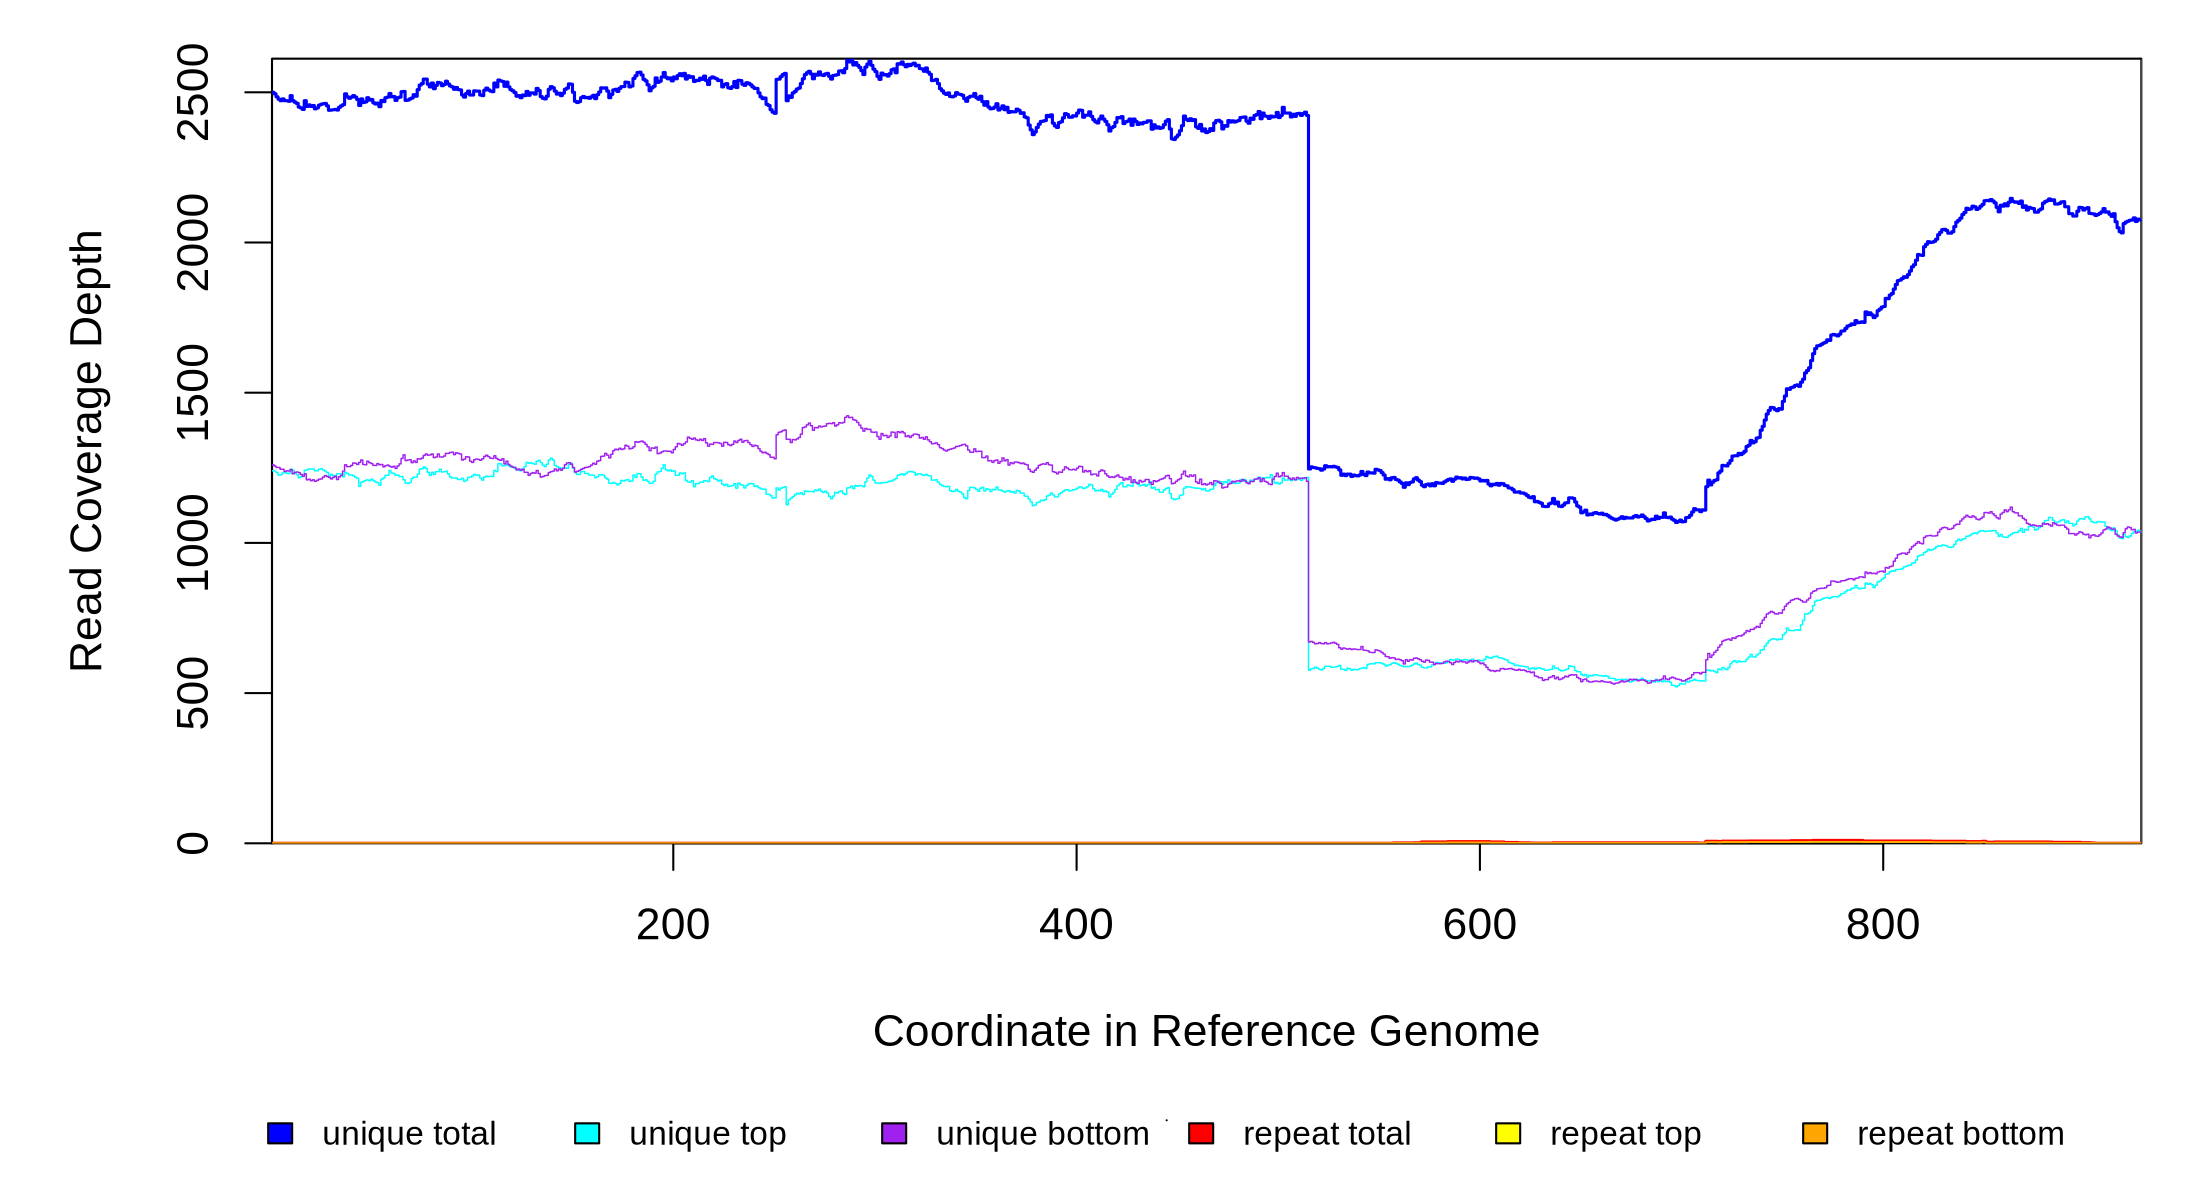 Read Coverage Depth
2500
2000
1500
1000
500
0
200 400 600 800
Coordinate in Reference Genome
unique total unique top unique bottom repeat total repeat top repeat bottom